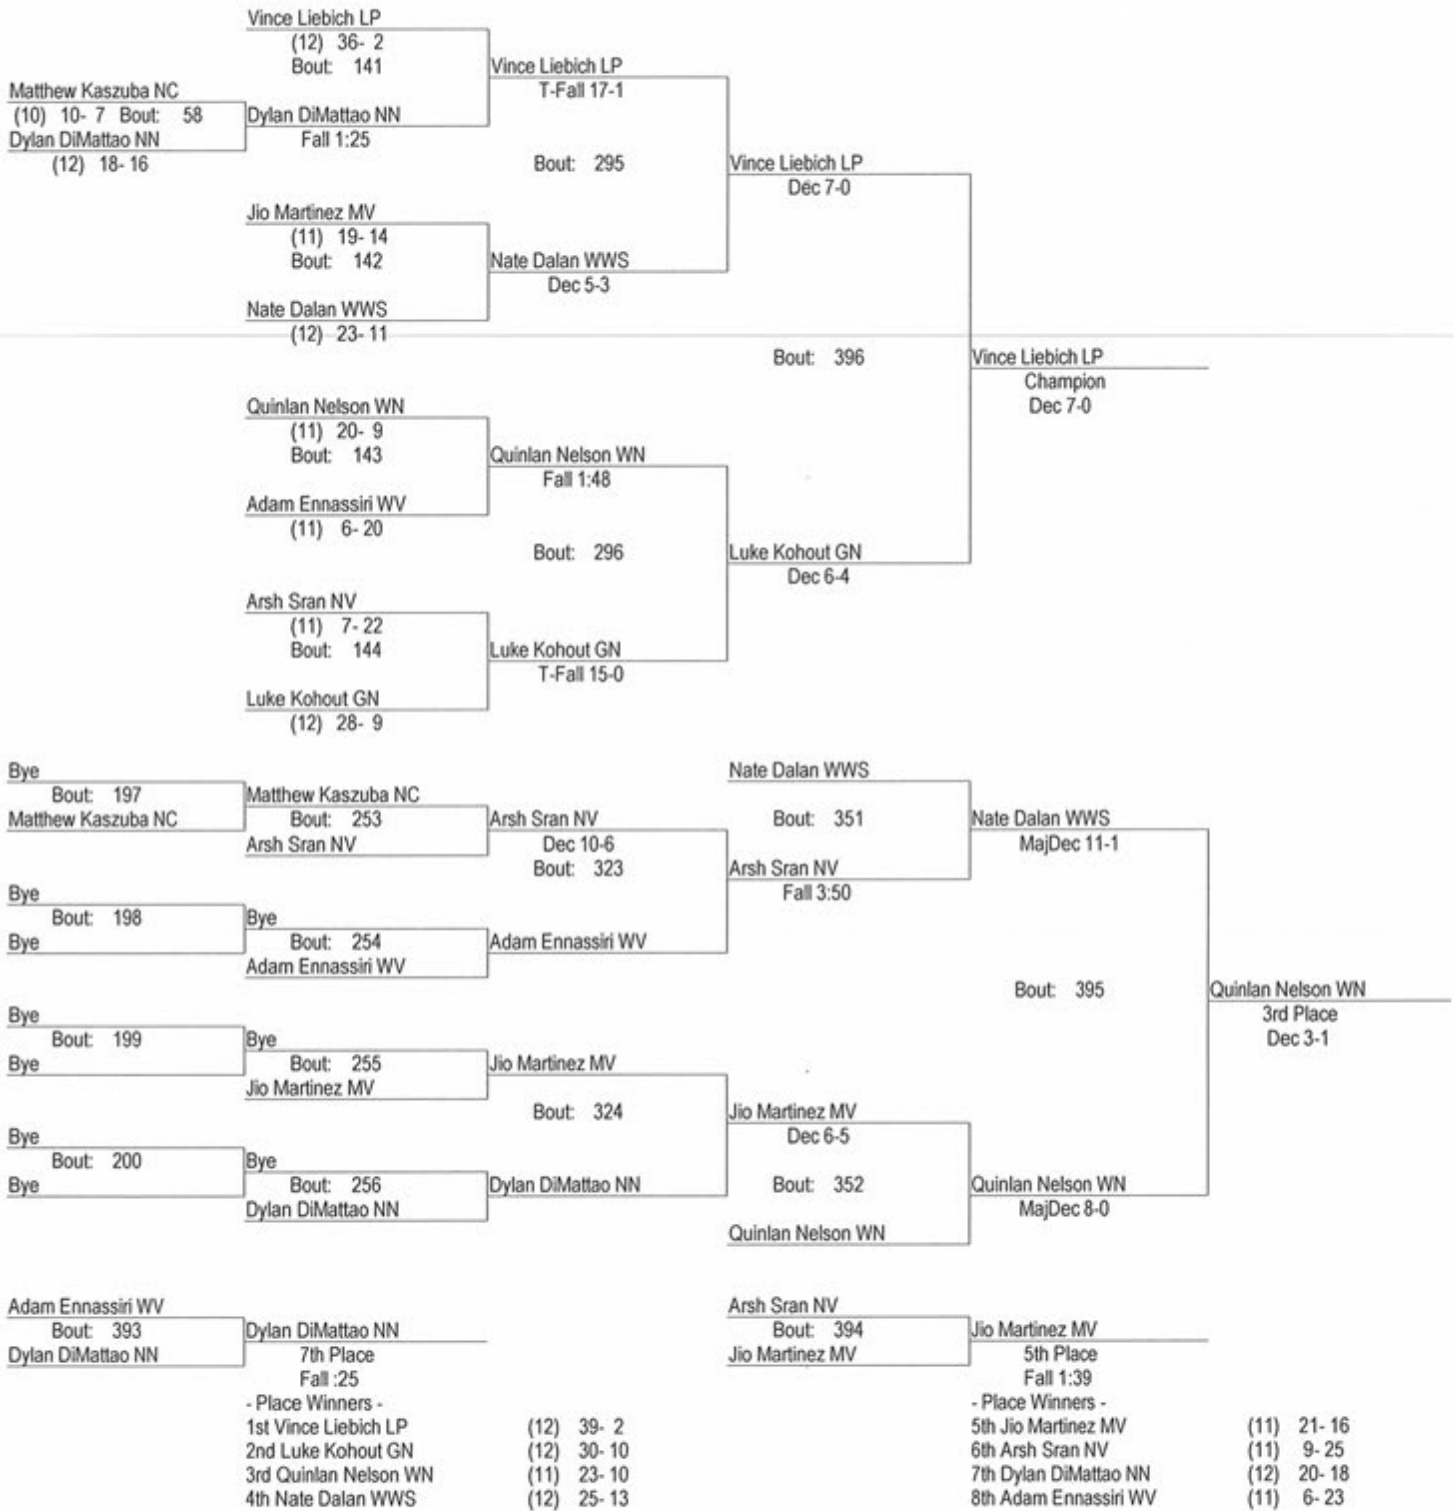 Vince Liebich LP
(12) 36- 2
Bout: 141
Vince Liebich LP
T-Fall 17-1
Matthew Kaszuba NC
(10) 10- 7 Bout: 58
Dylan DiMattao NN
Dylan DiMattao NN
Fall 1:25
(12) 18- 16
Bout: 295
Vince Liebich LP
Dec 7-0
Jio Martinez MV
(11) 19- 14
Bout: 142
Nate Dalan WWS
Dec 5-3
Nate Dalan WWS
(12) 23- 11
Bout: 396
Vince Liebich LP
Champion
Dec 7-0
Quinlan Nelson WN
(11) 20- 9
Bout: 143
Quinlan Nelson WN
Fall 1:48
Adam Ennassiri WV
(11) 6- 20
Bout: 296
Luke Kohout GN
Dec 6-4
Arsh Sran NV
(11) 7- 22
Bout: 144
Luke Kohout GN
T-Fall 15-0
Luke Kohout GN
(12) 28- 9
Bye
Bout: 197
Matthew Kaszuba NC
Matthew Kaszuba NC
Bout: 253
Arsh Sran NV
Arsh Sran NV
Dec 10-6
Bout: 323
Nate Dalan WWS
Bout: 351
Arsh Sran NV
Fall 3:50
Nate Dalan WWS
MajDec 11-1
Bye
Bout: 198
Bye
Bye
Bout: 254
Adam Ennassiri WV
Adam Ennassiri WV
Bout: 395
Quinlan Nelson WN
3rd Place
Dec 3-1
Bye
Bout: 199
Bye
Bye
Bout: 255
Jio Martinez MV
Jio Martinez MV
Bout: 324
Jio Martinez MV
Dec 6-5
Bye
Bout: 200
Bye
Bye
Bout: 256
Dylan DiMattao NN
Dylan DiMattao NN
Bout: 352
Quinlan Nelson WN
Quinlan Nelson WN
MajDec 8-0
Adam Ennassiri WV
Bout: 393
Dylan DiMattao NN
Dylan DiMattao NN
7th Place
Fall :25
Arsh Sran NV
Bout: 394
Jio Martinez MV
Jio Martinez MV
5th Place
Fall 1:39
- Place Winners -
1st Vince Liebich LP (12) 39- 2
2nd Luke Kohout GN (12) 30- 10
3rd Quinlan Nelson WN (11) 23- 10
4th Nate Dalan WWS (12) 25- 13
- Place Winners -
5th Jio Martinez MV (11) 21- 16
6th Arsh Sran NV (11) 9- 25
7th Dylan DiMattao NN (12) 20- 18
8th Adam Ennassiri WV (11) 6- 23